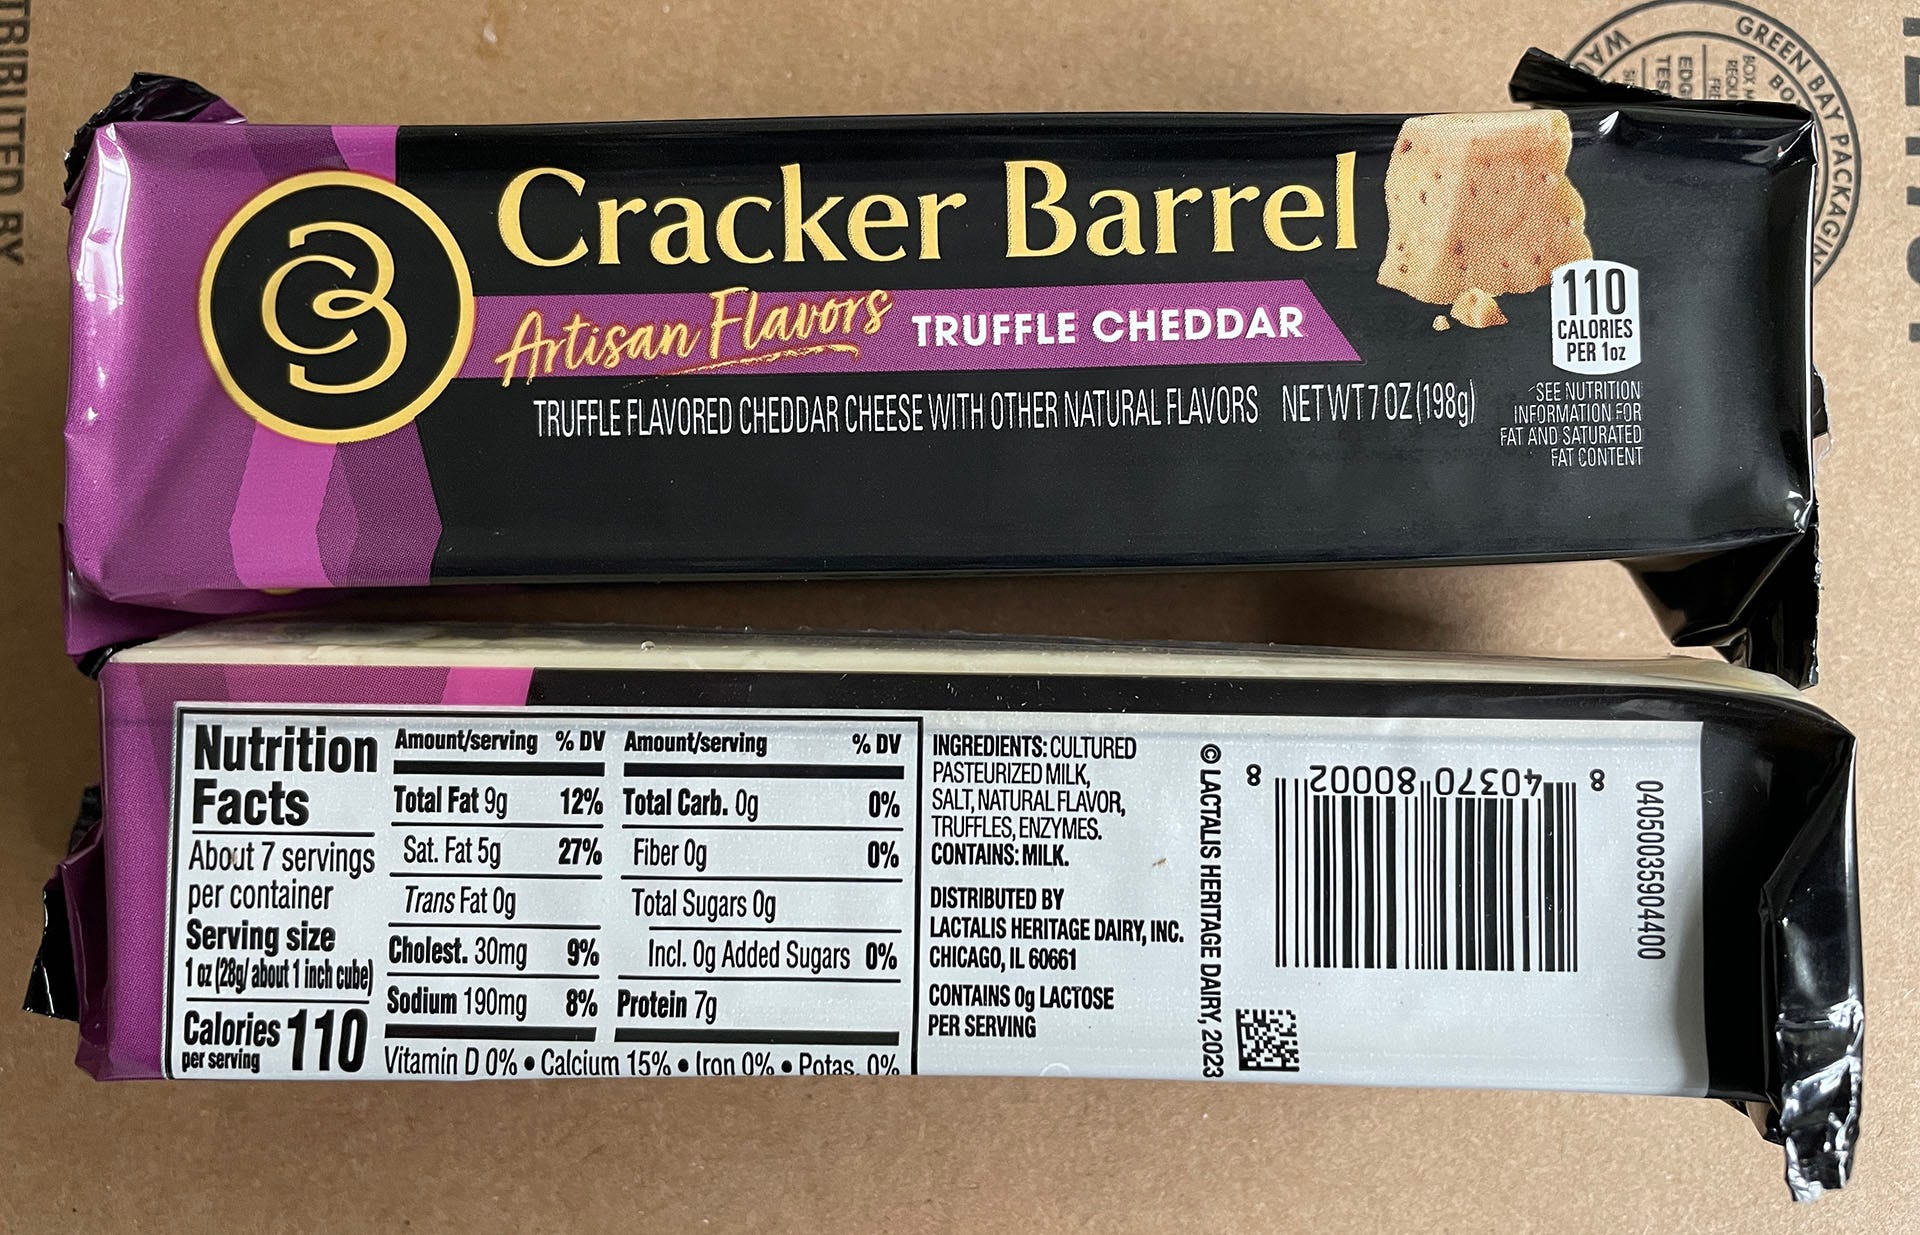 TRIBUTED BY
GREEN BAY PACKAGIN
CB
Cracker Barrel
Artisan Flavors TRUFFLE CHEDDAR
TRUFFLE FLAVORED CHEDDAR CHEESE WITH OTHER NATURAL FLAVORS NET WT 7 OZ (198g)
110
CALORIES
PER 1oz
SEE NUTRITION
INFORMATION FOR
FAT AND SATURATED
FAT CONTENT
Nutrition
Facts
About 7 servings
per container
Serving size
1 oz (28g/ about 1 inch cube)
Calories 110
per serving
Amount/serving % DV
Total Fat 9g 12%
Sat. Fat 5g 27%
Trans Fat 0g
Cholest. 30mg 9%
Sodium 190mg 8%
Amount/serving % DV
Total Carb. 0g 0%
Fiber 0g 0%
Total Sugars 0g
Incl. 0g Added Sugars 0%
Protein 7g
Vitamin D 0% • Calcium 15% • Iron 0% • Potas. 0%
INGREDIENTS: CULTURED
PASTEURIZED MILK,
SALT, NATURAL FLAVOR,
TRUFFLES, ENZYMES.
CONTAINS: MILK.
DISTRIBUTED BY
LACTALIS HERITAGE DAIRY, INC.
CHICAGO, IL 60661
CONTAINS 0g LACTOSE
PER SERVING
© LACTALIS HERITAGE DAIRY, 2023
8 40370 80002 8
04050035904400